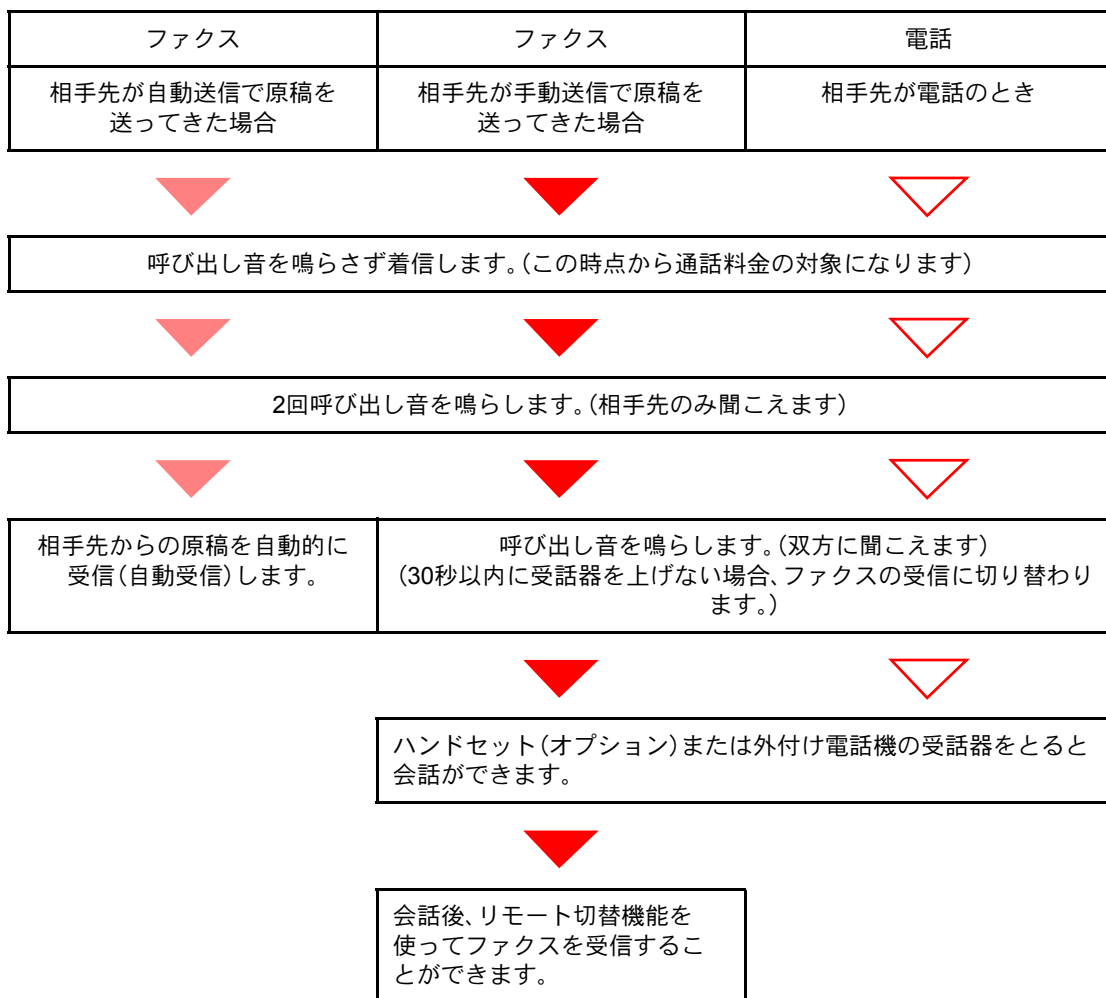 ファクス
ファクス
電話
相手先が自動送信で原稿を
送ってきた場合
相手先が手動送信で原稿を
送ってきた場合
相手先が電話のとき
呼び出し音を鳴らさず着信します。(この時点から通話料金の対象になります)
2回呼び出し音を鳴らします。(相手先のみ聞こえます)
相手先からの原稿を自動的に
受信(自動受信)します。
呼び出し音を鳴らします。(双方に聞こえます)
(30秒以内に受話器を上げない場合、ファクスの受信に切り替わり
ます。)
ハンドセット(オプション)または外付け電話機の受話器をとると
会話ができます。
会話後、リモート切替機能を
使ってファクスを受信するこ
とができます。